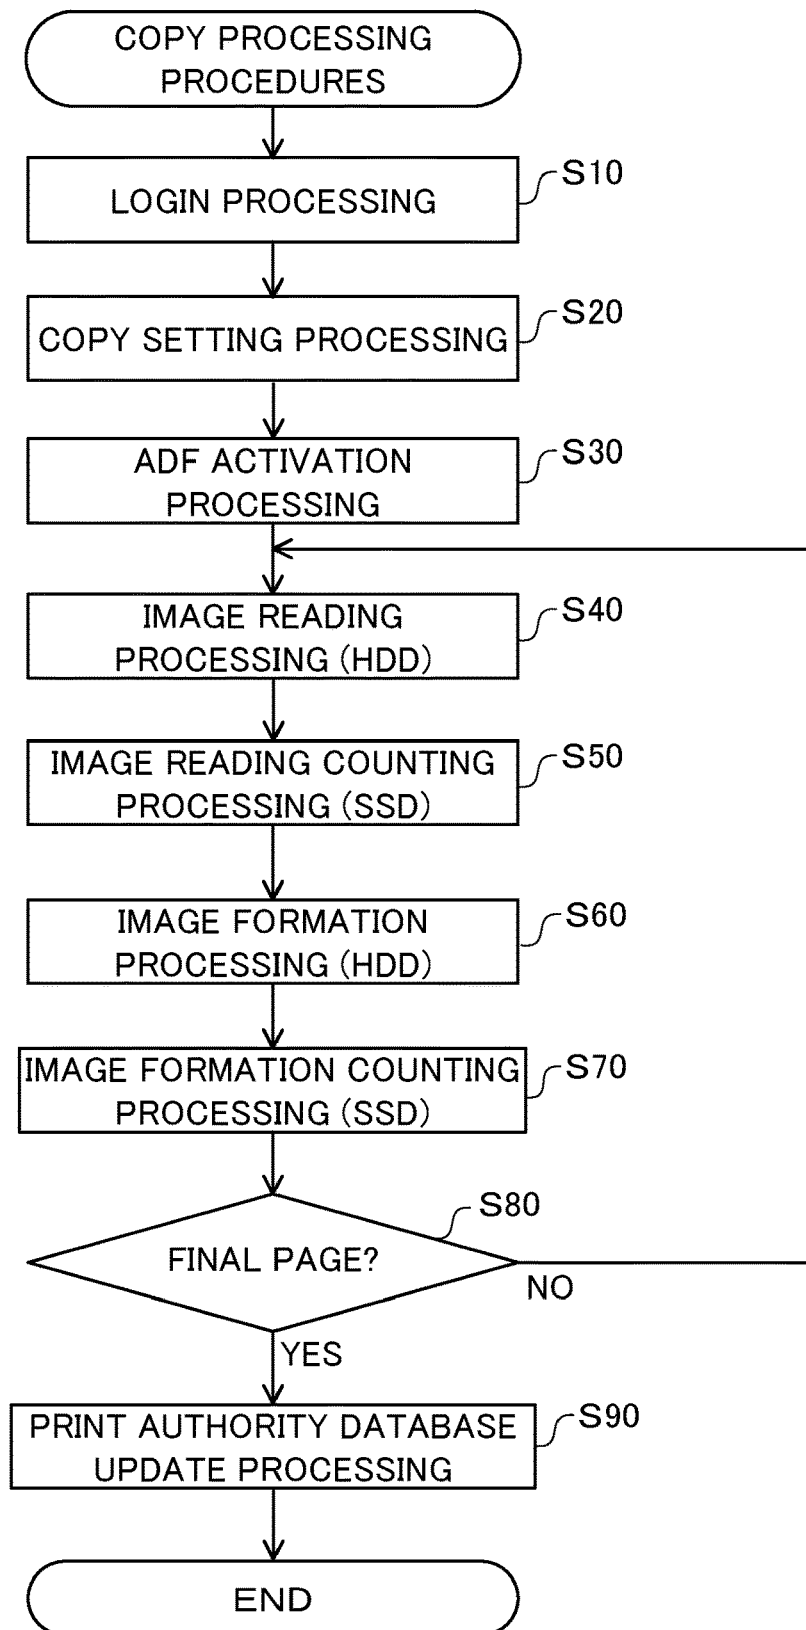 COPY PROCESSING
PROCEDURES
LOGIN PROCESSING
S10
COPY SETTING PROCESSING
S20
ADF ACTIVATION
PROCESSING
S30
IMAGE READING
PROCESSING (HDD)
S40
IMAGE READING COUNTING
PROCESSING (SSD)
S50
IMAGE FORMATION
PROCESSING (HDD)
S60
IMAGE FORMATION COUNTING
PROCESSING (SSD)
S70
FINAL PAGE?
S80
NO
YES
PRINT AUTHORITY DATABASE
UPDATE PROCESSING
S90
END